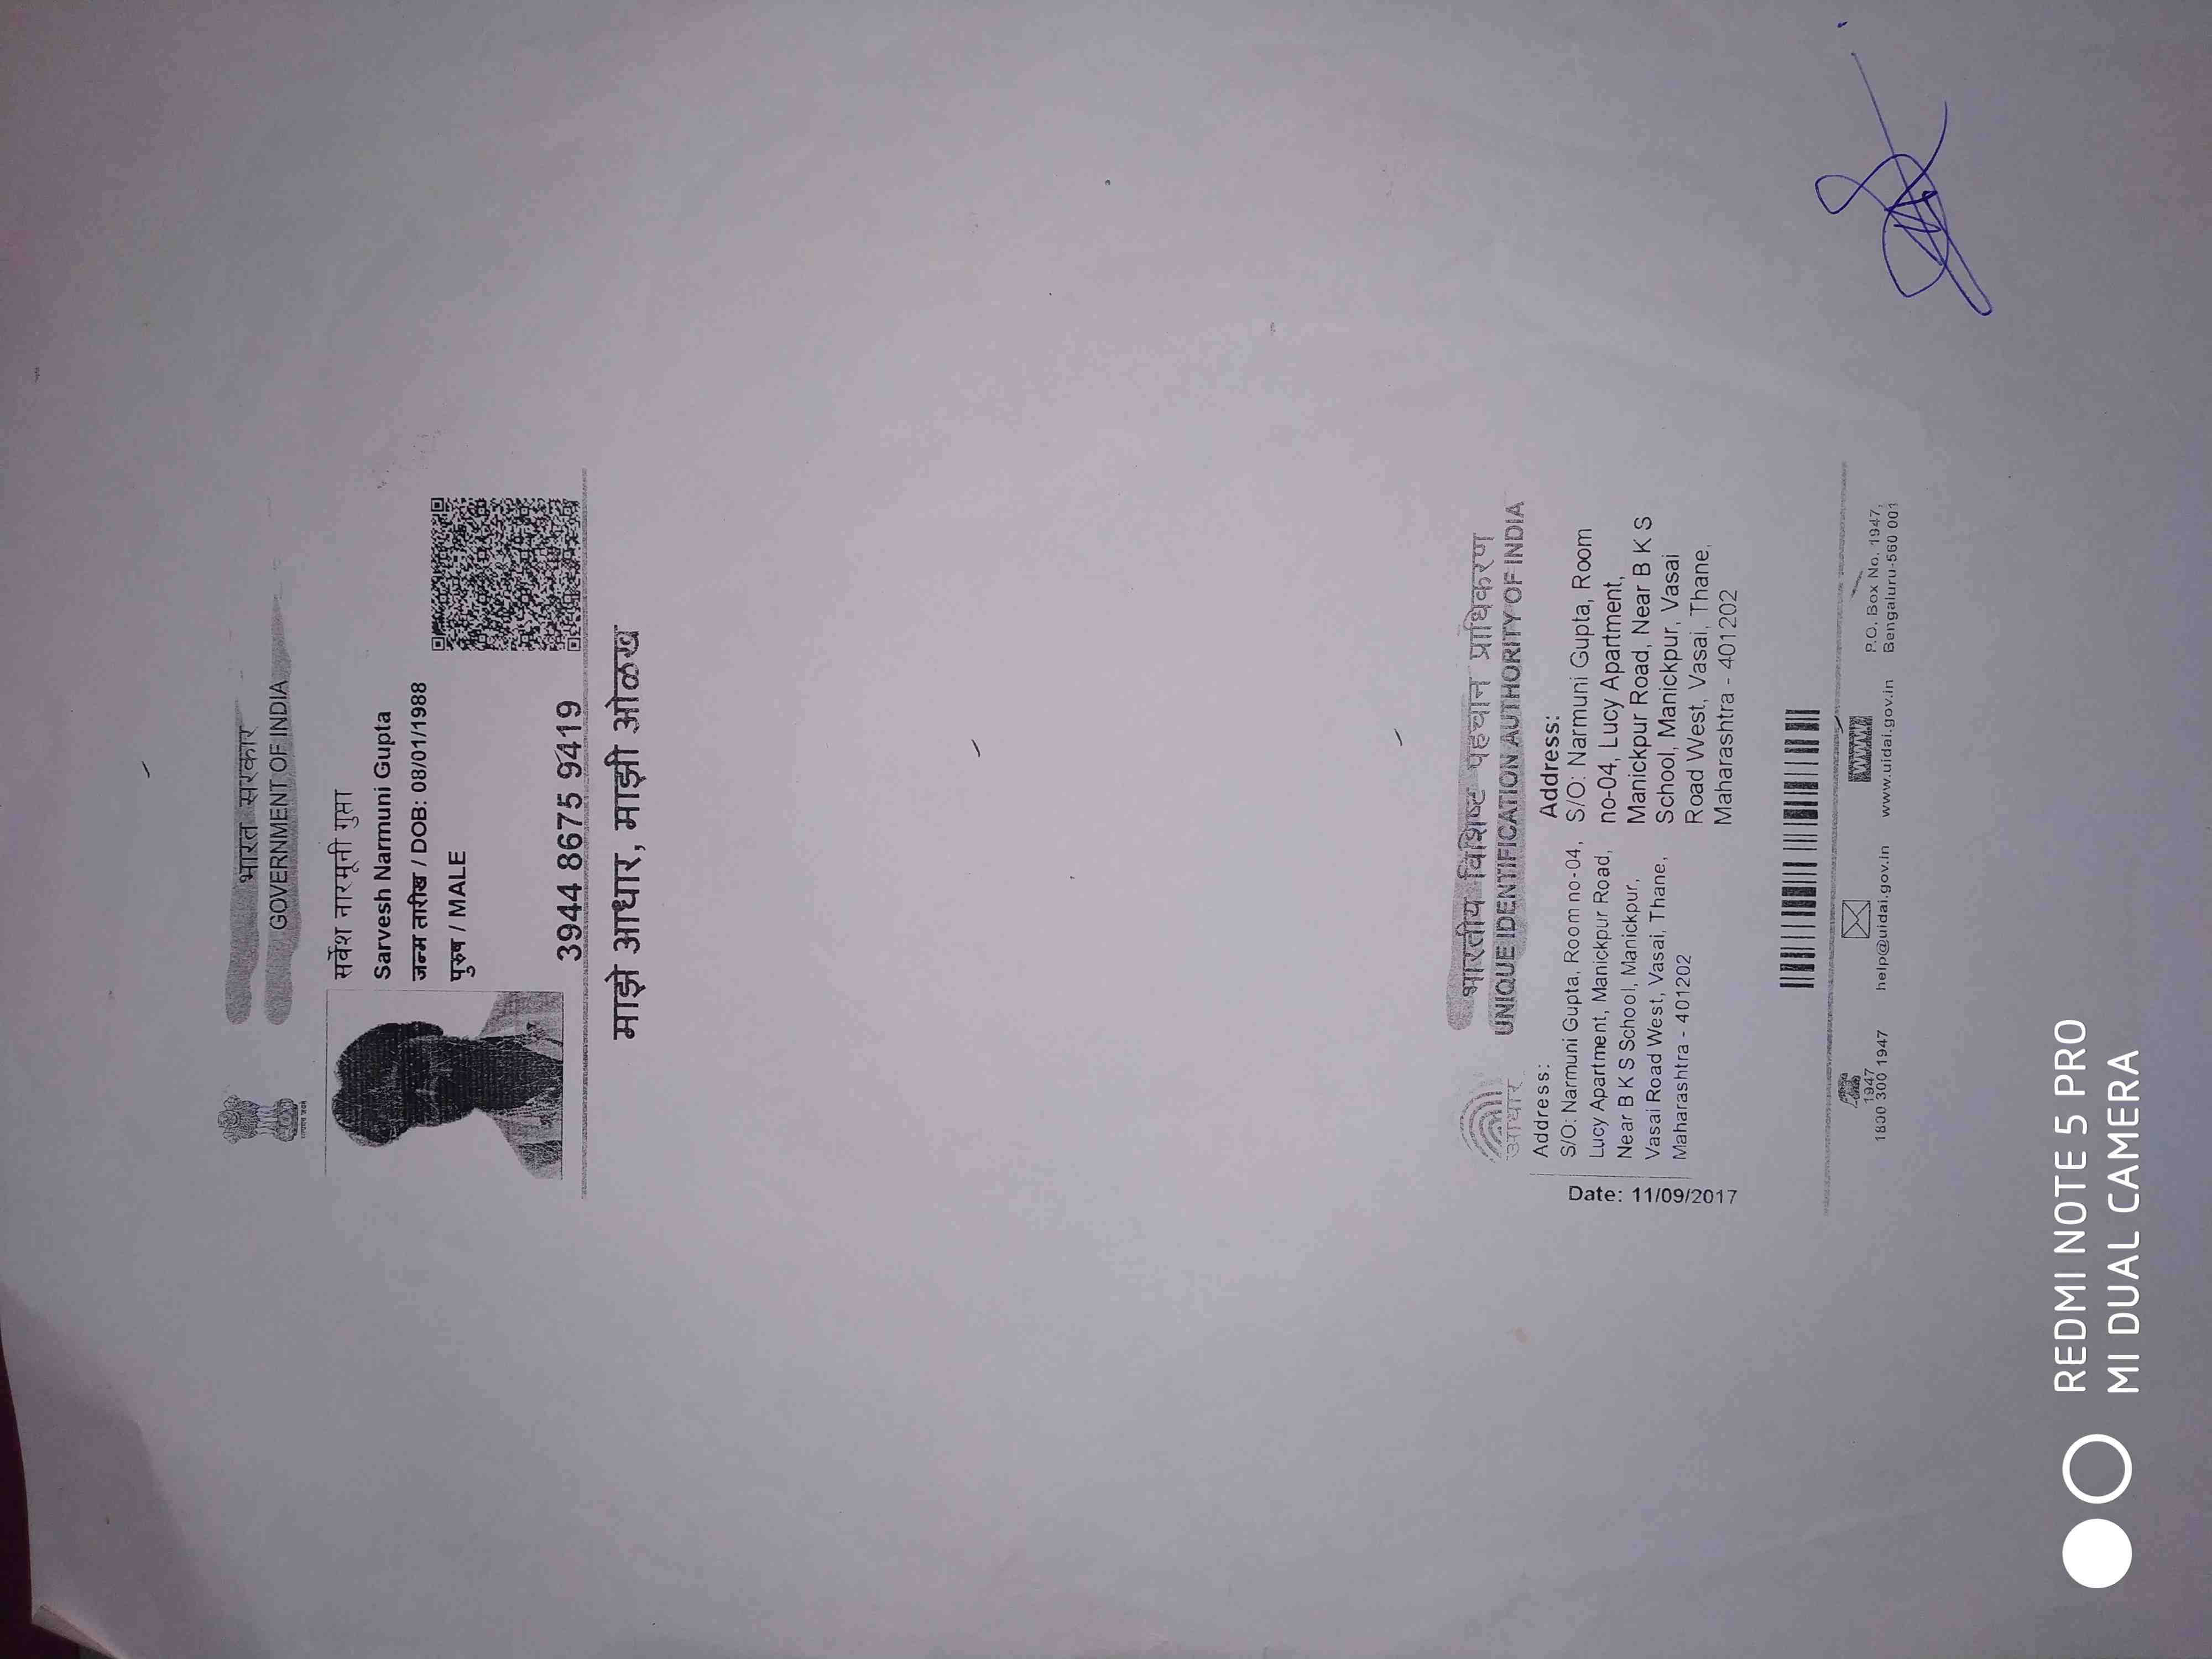 भारत सरकार
GOVERNMENT OF INDIA
सर्वेश नारमूनी गुप्ता
Sarvesh Narmuni Gupta
जन्म तारीख / DOB: 08/01/1988
पुरुष / MALE
3944 8675 9419
माझे आधार, माझी ओळख
भारतीय विशिष्ट पहचान प्राधिकरण
UNIQUE IDENTIFICATION AUTHORITY OF INDIA
आधार
Address:
S/O: Narmuni Gupta, Room no-04,
Lucy Apartment, Manickpur Road,
Near B K S School, Manickpur,
Vasai Road West, Vasai, Thane,
Maharashtra - 401202
Address:
S/O: Narmuni Gupta, Room
no-04, Lucy Apartment,
Manickpur Road, Near B K S
School, Manickpur, Vasai
Road West, Vasai, Thane,
Maharashtra - 401202
Date: 11/09/2017
1947
1800 300 1947
help@uidai.gov.in
WWW
www.uidai.gov.in
P.O. Box No. 1947,
Bengaluru-560 001
REDMI NOTE 5 PRO
MI DUAL CAMERA